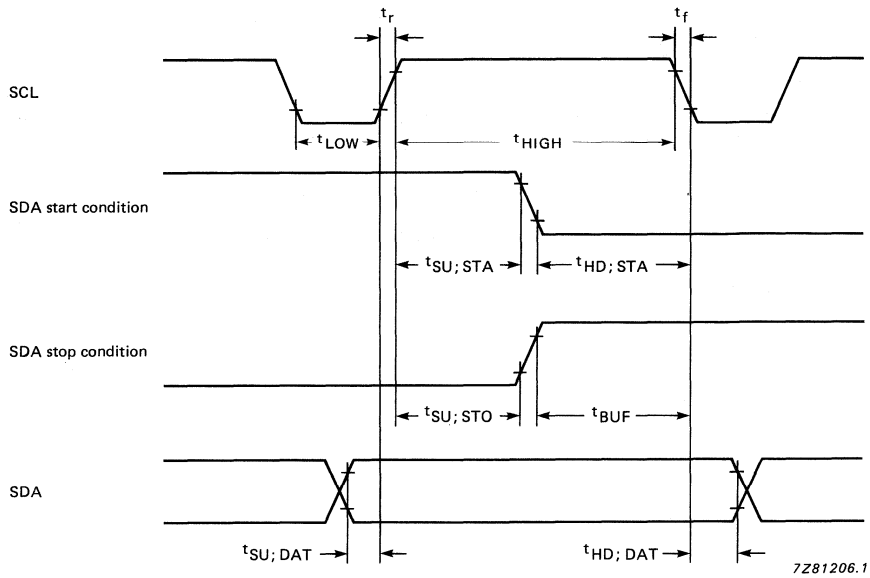 tr
tf
SCL
tLOW
tHIGH
SDA start condition
tSU; STA
tHD; STA
SDA stop condition
tSU; STO
tBUF
SDA
tSU; DAT
tHD; DAT
7Z81206.1